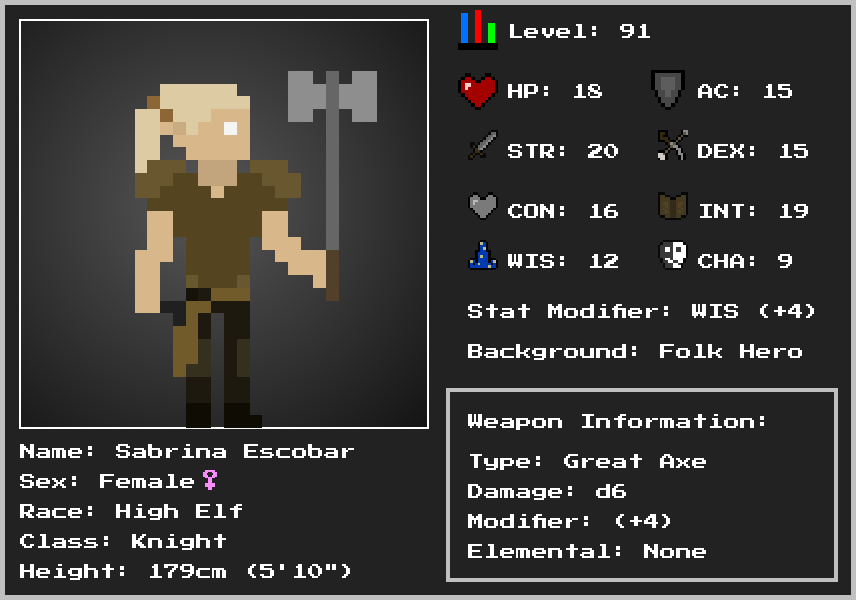 Level: 91
HP: 18
AC: 15
STR: 20
DEX: 15
CON: 16
INT: 19
WIS: 12
CHA: 9
Stat Modifier: WIS (+4)
Background: Folk Hero
Weapon Information:
Type: Great Axe
Damage: d6
Modifier: (+4)
Elemental: None
Name: Sabrina Escobar
Sex: Female♀
Race: High Elf
Class: Knight
Height: 179cm (5'10")